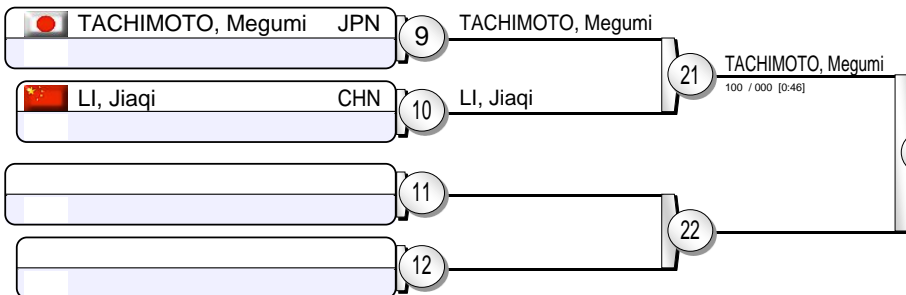 TACHIMOTO, Megumi JPN
9
TACHIMOTO, Megumi
21
TACHIMOTO, Megumi
100 / 000 [0:46]
LI, Jiaqi CHN
10
LI, Jiaqi
11
22
12